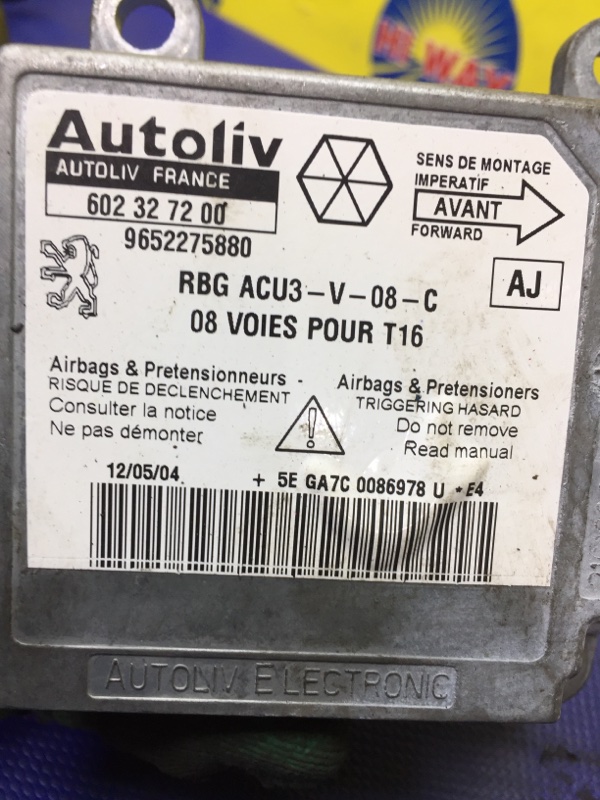 HI-WAY
Autoliv
AUTOLIV FRANCE
602 32 72 00
9652275880
SENS DE MONTAGE
IMPERATIF
AVANT
FORWARD
AJ
RBG ACU3-V-08-C
08 VOIES POUR T16
Airbags & Pretensionneurs -
RISQUE DE DECLENCHEMENT
Consulter la notice
Ne pas démonter
Airbags & Pretensioners
TRIGGERING HASARD
Do not remove
Read manual
12/05/04
+ 5E GA7C 0086978 U *E4
AUTOLIV ELECTRONIC